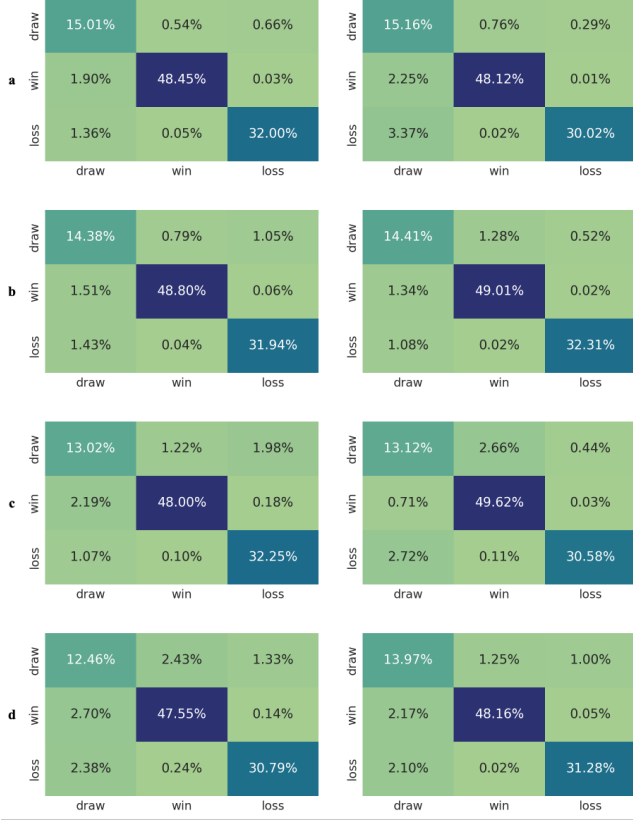 draw 15.01% 0.54% 0.66% draw 15.16% 0.76% 0.29%
a win 1.90% 48.45% 0.03% win 2.25% 48.12% 0.01%
loss 1.36% 0.05% 32.00% loss 3.37% 0.02% 30.02%
draw win loss draw win loss
draw 14.38% 0.79% 1.05% draw 14.41% 1.28% 0.52%
b win 1.51% 48.80% 0.06% win 1.34% 49.01% 0.02%
loss 1.43% 0.04% 31.94% loss 1.08% 0.02% 32.31%
draw win loss draw win loss
draw 13.02% 1.22% 1.98% draw 13.12% 2.66% 0.44%
c win 2.19% 48.00% 0.18% win 0.71% 49.62% 0.03%
loss 1.07% 0.10% 32.25% loss 2.72% 0.11% 30.58%
draw win loss draw win loss
draw 12.46% 2.43% 1.33% draw 13.97% 1.25% 1.00%
d win 2.70% 47.55% 0.14% win 2.17% 48.16% 0.05%
loss 2.38% 0.24% 30.79% loss 2.10% 0.02% 31.28%
draw win loss draw win loss